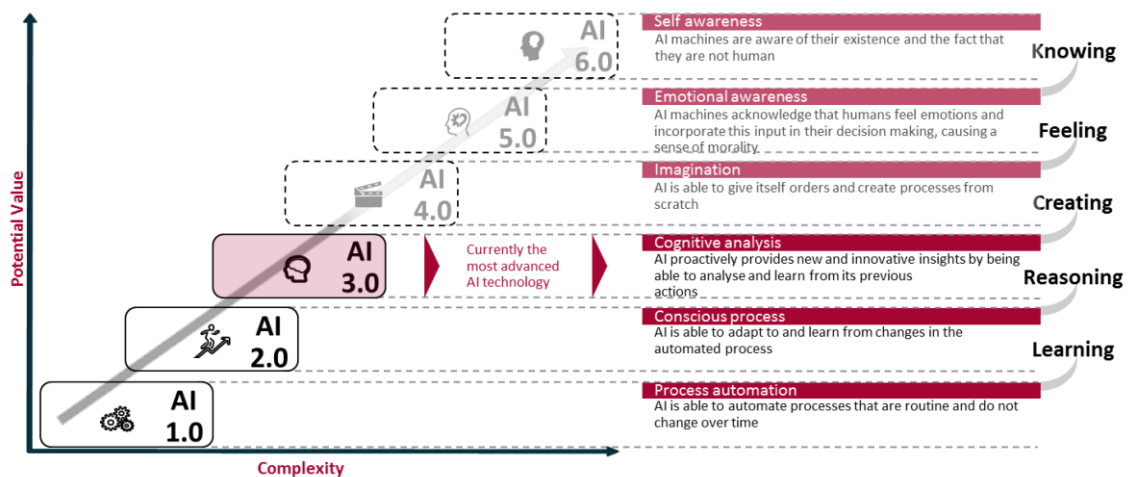 Potential Value
AI
6.0
Self awareness
AI machines are aware of their existence and the fact that
they are not human
Knowing
AI
5.0
Emotional awareness
AI machines acknowledge that humans feel emotions and
incorporate this input in their decision making, causing a
sense of morality
Feeling
AI
4.0
Imagination
AI is able to give itself orders and create processes from
scratch
Creating
AI
3.0
Currently the
most advanced
AI technology
Cognitive analysis
AI proactively provides new and innovative insights by being
able to analyse and learn from its previous
actions
Reasoning
AI
2.0
Conscious process
AI is able to adapt to and learn from changes in the
automated process
Learning
AI
1.0
Process automation
AI is able to automate processes that are routine and do not
change over time
Complexity